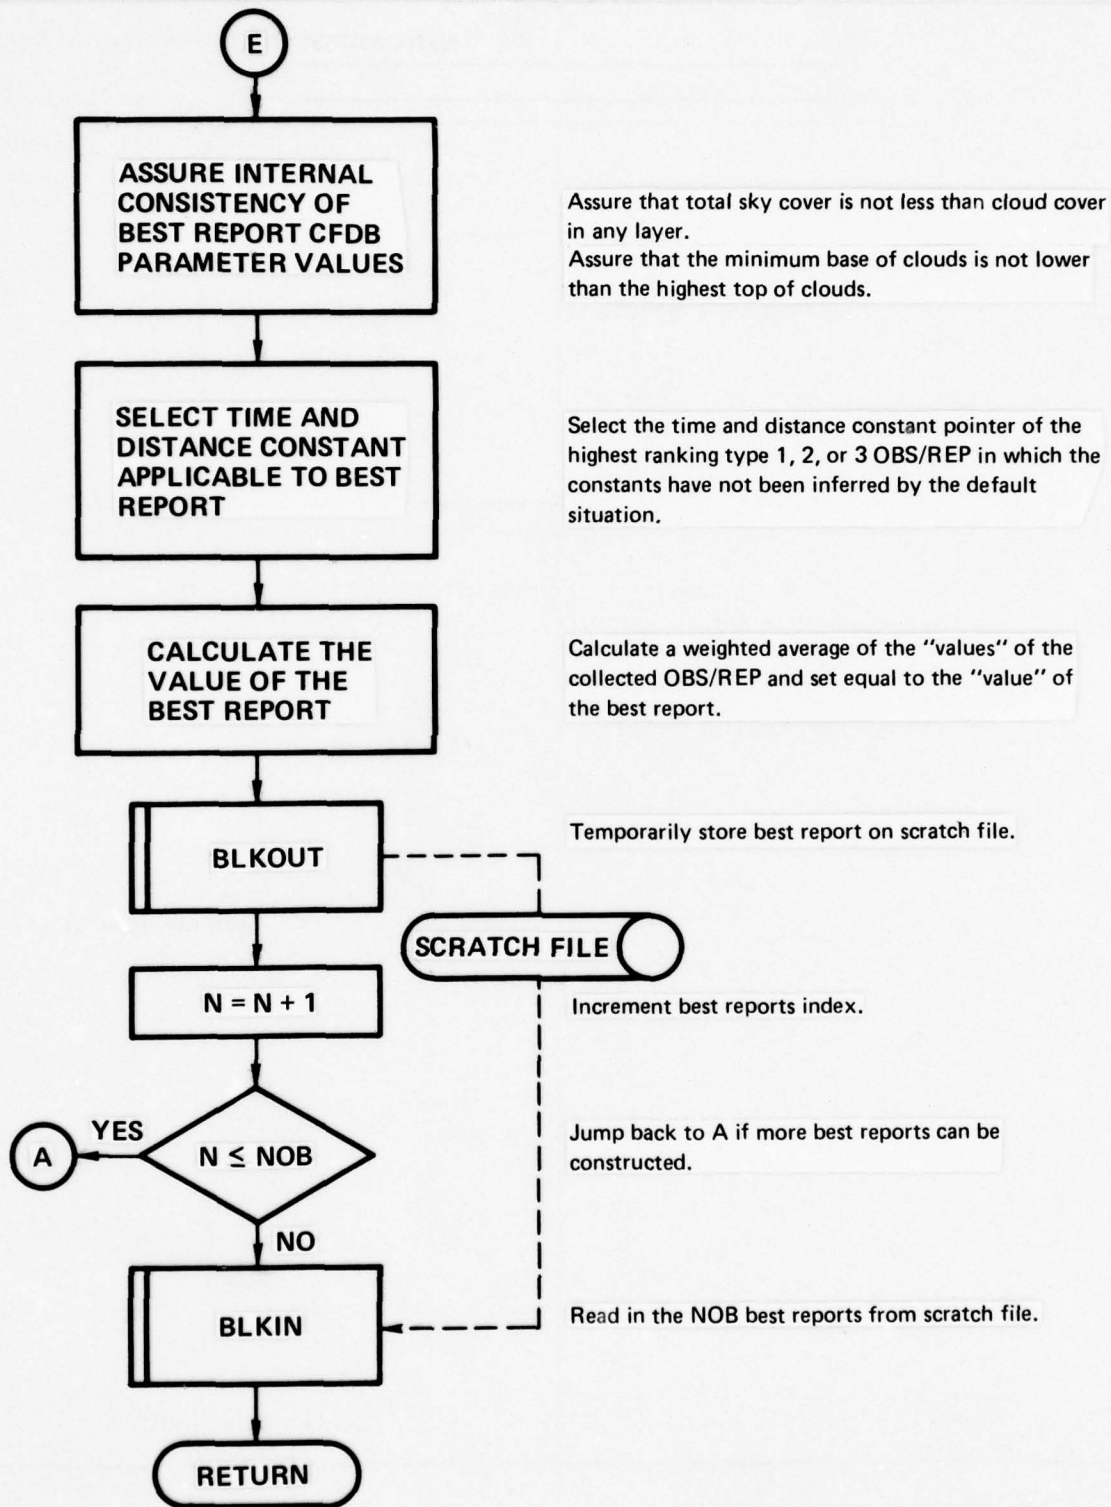 E
ASSURE INTERNAL
CONSISTENCY OF
BEST REPORT CFDB
PARAMETER VALUES
Assure that total sky cover is not less than cloud cover
in any layer.
Assure that the minimum base of clouds is not lower
than the highest top of clouds.
SELECT TIME AND
DISTANCE CONSTANT
APPLICABLE TO BEST
REPORT
Select the time and distance constant pointer of the
highest ranking type 1, 2, or 3 OBS/REP in which the
constants have not been inferred by the default
situation.
CALCULATE THE
VALUE OF THE
BEST REPORT
Calculate a weighted average of the "values" of the
collected OBS/REP and set equal to the "value" of
the best report.
BLKOUT
Temporarily store best report on scratch file.
SCRATCH FILE
N = N + 1
Increment best reports index.
A
YES
N ≤ NOB
Jump back to A if more best reports can be
constructed.
NO
BLKIN
Read in the NOB best reports from scratch file.
RETURN